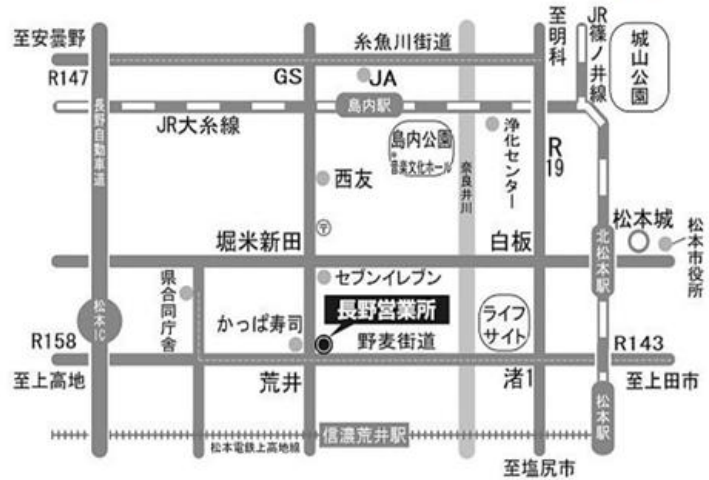 至安曇野
R147
糸魚川街道
GS
JA
至明科
JR篠ノ井線
城山公園
長野自動車道
JR大糸線
島内駅
島内公園
音楽文化ホール
奈良井川
浄化センター
R
19
西友
〒
堀米新田
白板
北松本駅
松本城
松本市役所
県合同庁舎
セブンイレブン
長野営業所
松本IC
かっぱ寿司
野麦街道
ライフ
サイト
R158
R143
至上高地
荒井
渚1
至上田市
松本駅
信濃荒井駅
松本電鉄上高地線
至塩尻市